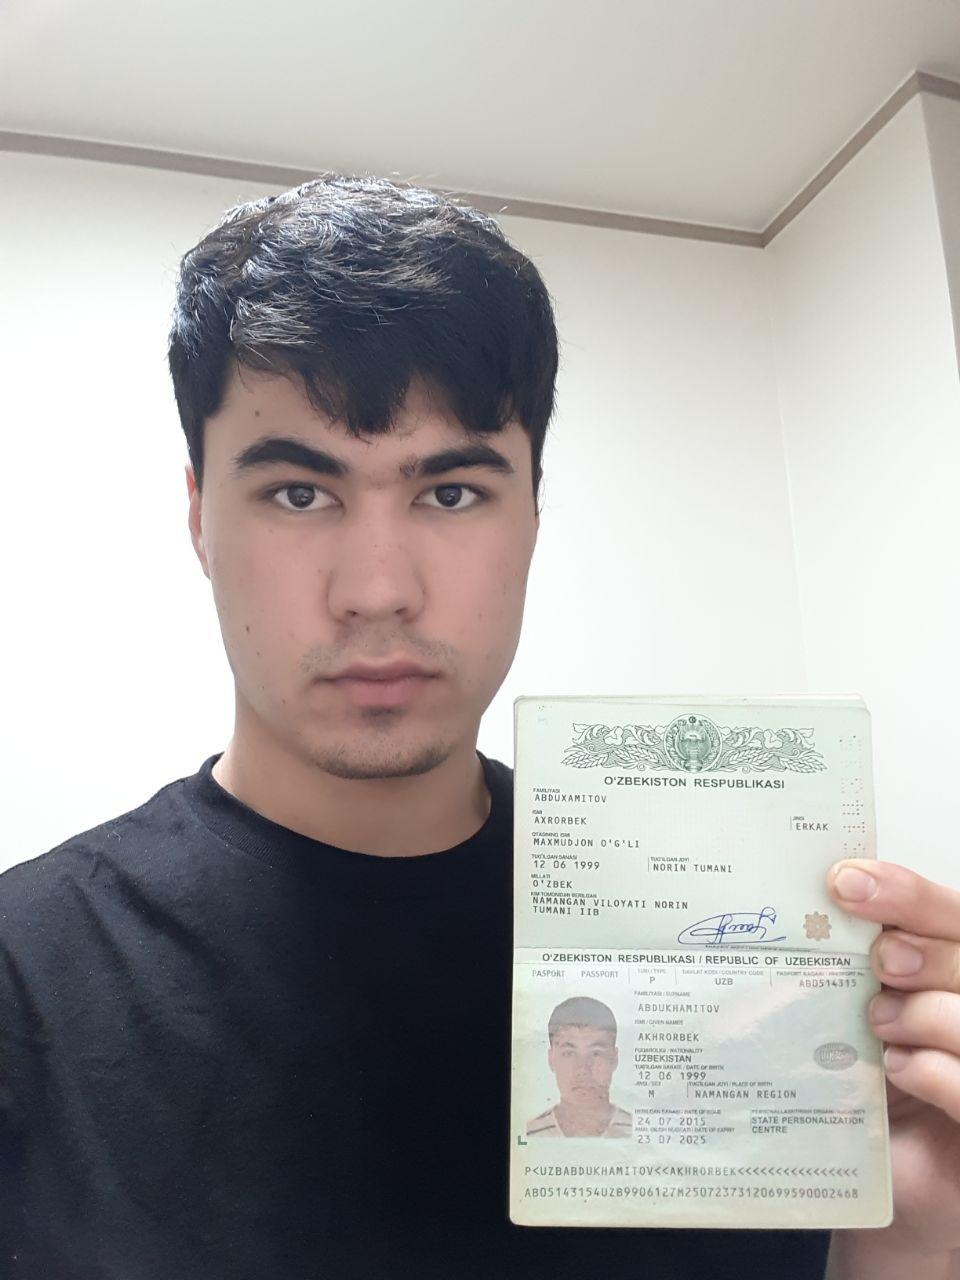 O'ZBEKISTON RESPUBLIKASI
FAMILIYASI
ABDUXAMITOV
ISMI
AXRORBEK
JINSI
ERKAK
OTASINING ISMI
MAXMUDJON O'G'LI
TUG'ILGAN SANASI TUG'ILGAN JOYI
12 06 1999 NORIN TUMANI
MILLATI
O'ZBEK
KIM TOMONIDAN BERILGAN
NAMANGAN VILOYATI NORIN
TUMANI IIB
O'ZBEKISTON RESPUBLIKASI / REPUBLIC OF UZBEKISTAN
PASPORT PASSPORT TURI / TYPE DAVLAT KODI / COUNTRY CODE
P UZB AB0514315
FAMILIYASI / SURNAME
ABDUKHAMITOV
ISMI / GIVEN NAMES
AKHRORBEK
FUQAROLIGI / NATIONALITY
UZBEKISTAN
TUG'ILGAN SANASI / DATE OF BIRTH
12 06 1999
JINSI / SEX TUG'ILGAN JOYI / PLACE OF BIRTH
M NAMANGAN REGION
BERILGAN SANASI / DATE OF ISSUE
24 07 2015 STATE PERSONALIZATION
CENTRE
DATE OF EXPIRY
23 07 2025
P<UZBABDUKHAMITOV<<AKHRORBEK<<<<<<<<<<<<<<<<
AB05143154UZB9906127M25072373120699590002468